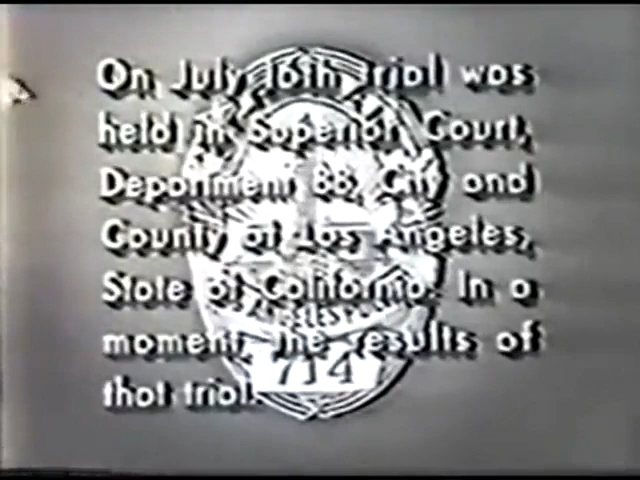 On July 16th, trial was
held in Superior Court,
Department 88, City and
County of Los Angeles,
State of California. In a
moment, the results of
that trial.
714